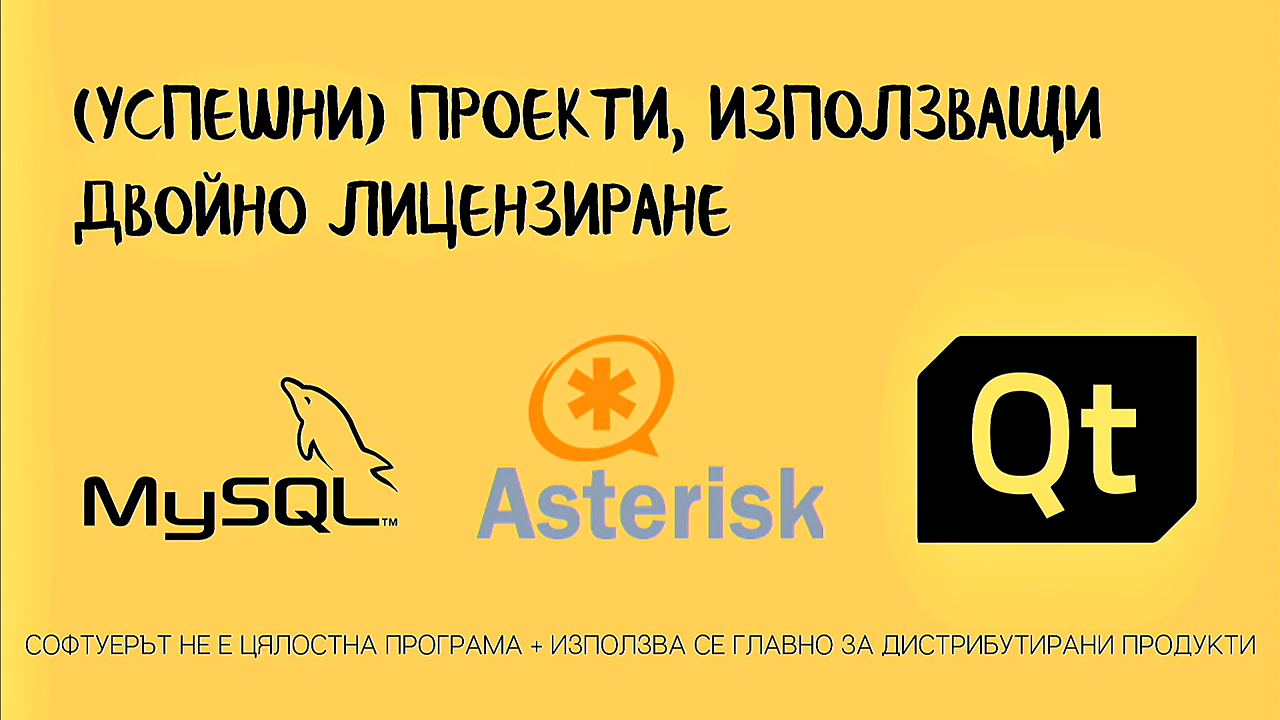 (УСПЕШНИ) ПРОЕКТИ, ИЗПОЛЗВАЩИ
ДВОЙНО ЛИЦЕНЗИРАНЕ
MySQL™
Asterisk
Qt
СОФТУЕРЪТ НЕ Е ЦЯЛОСТНА ПРОГРАМА + ИЗПОЛЗВА СЕ ГЛАВНО ЗА ДИСТРИБУТИРАНИ ПРОДУКТИ